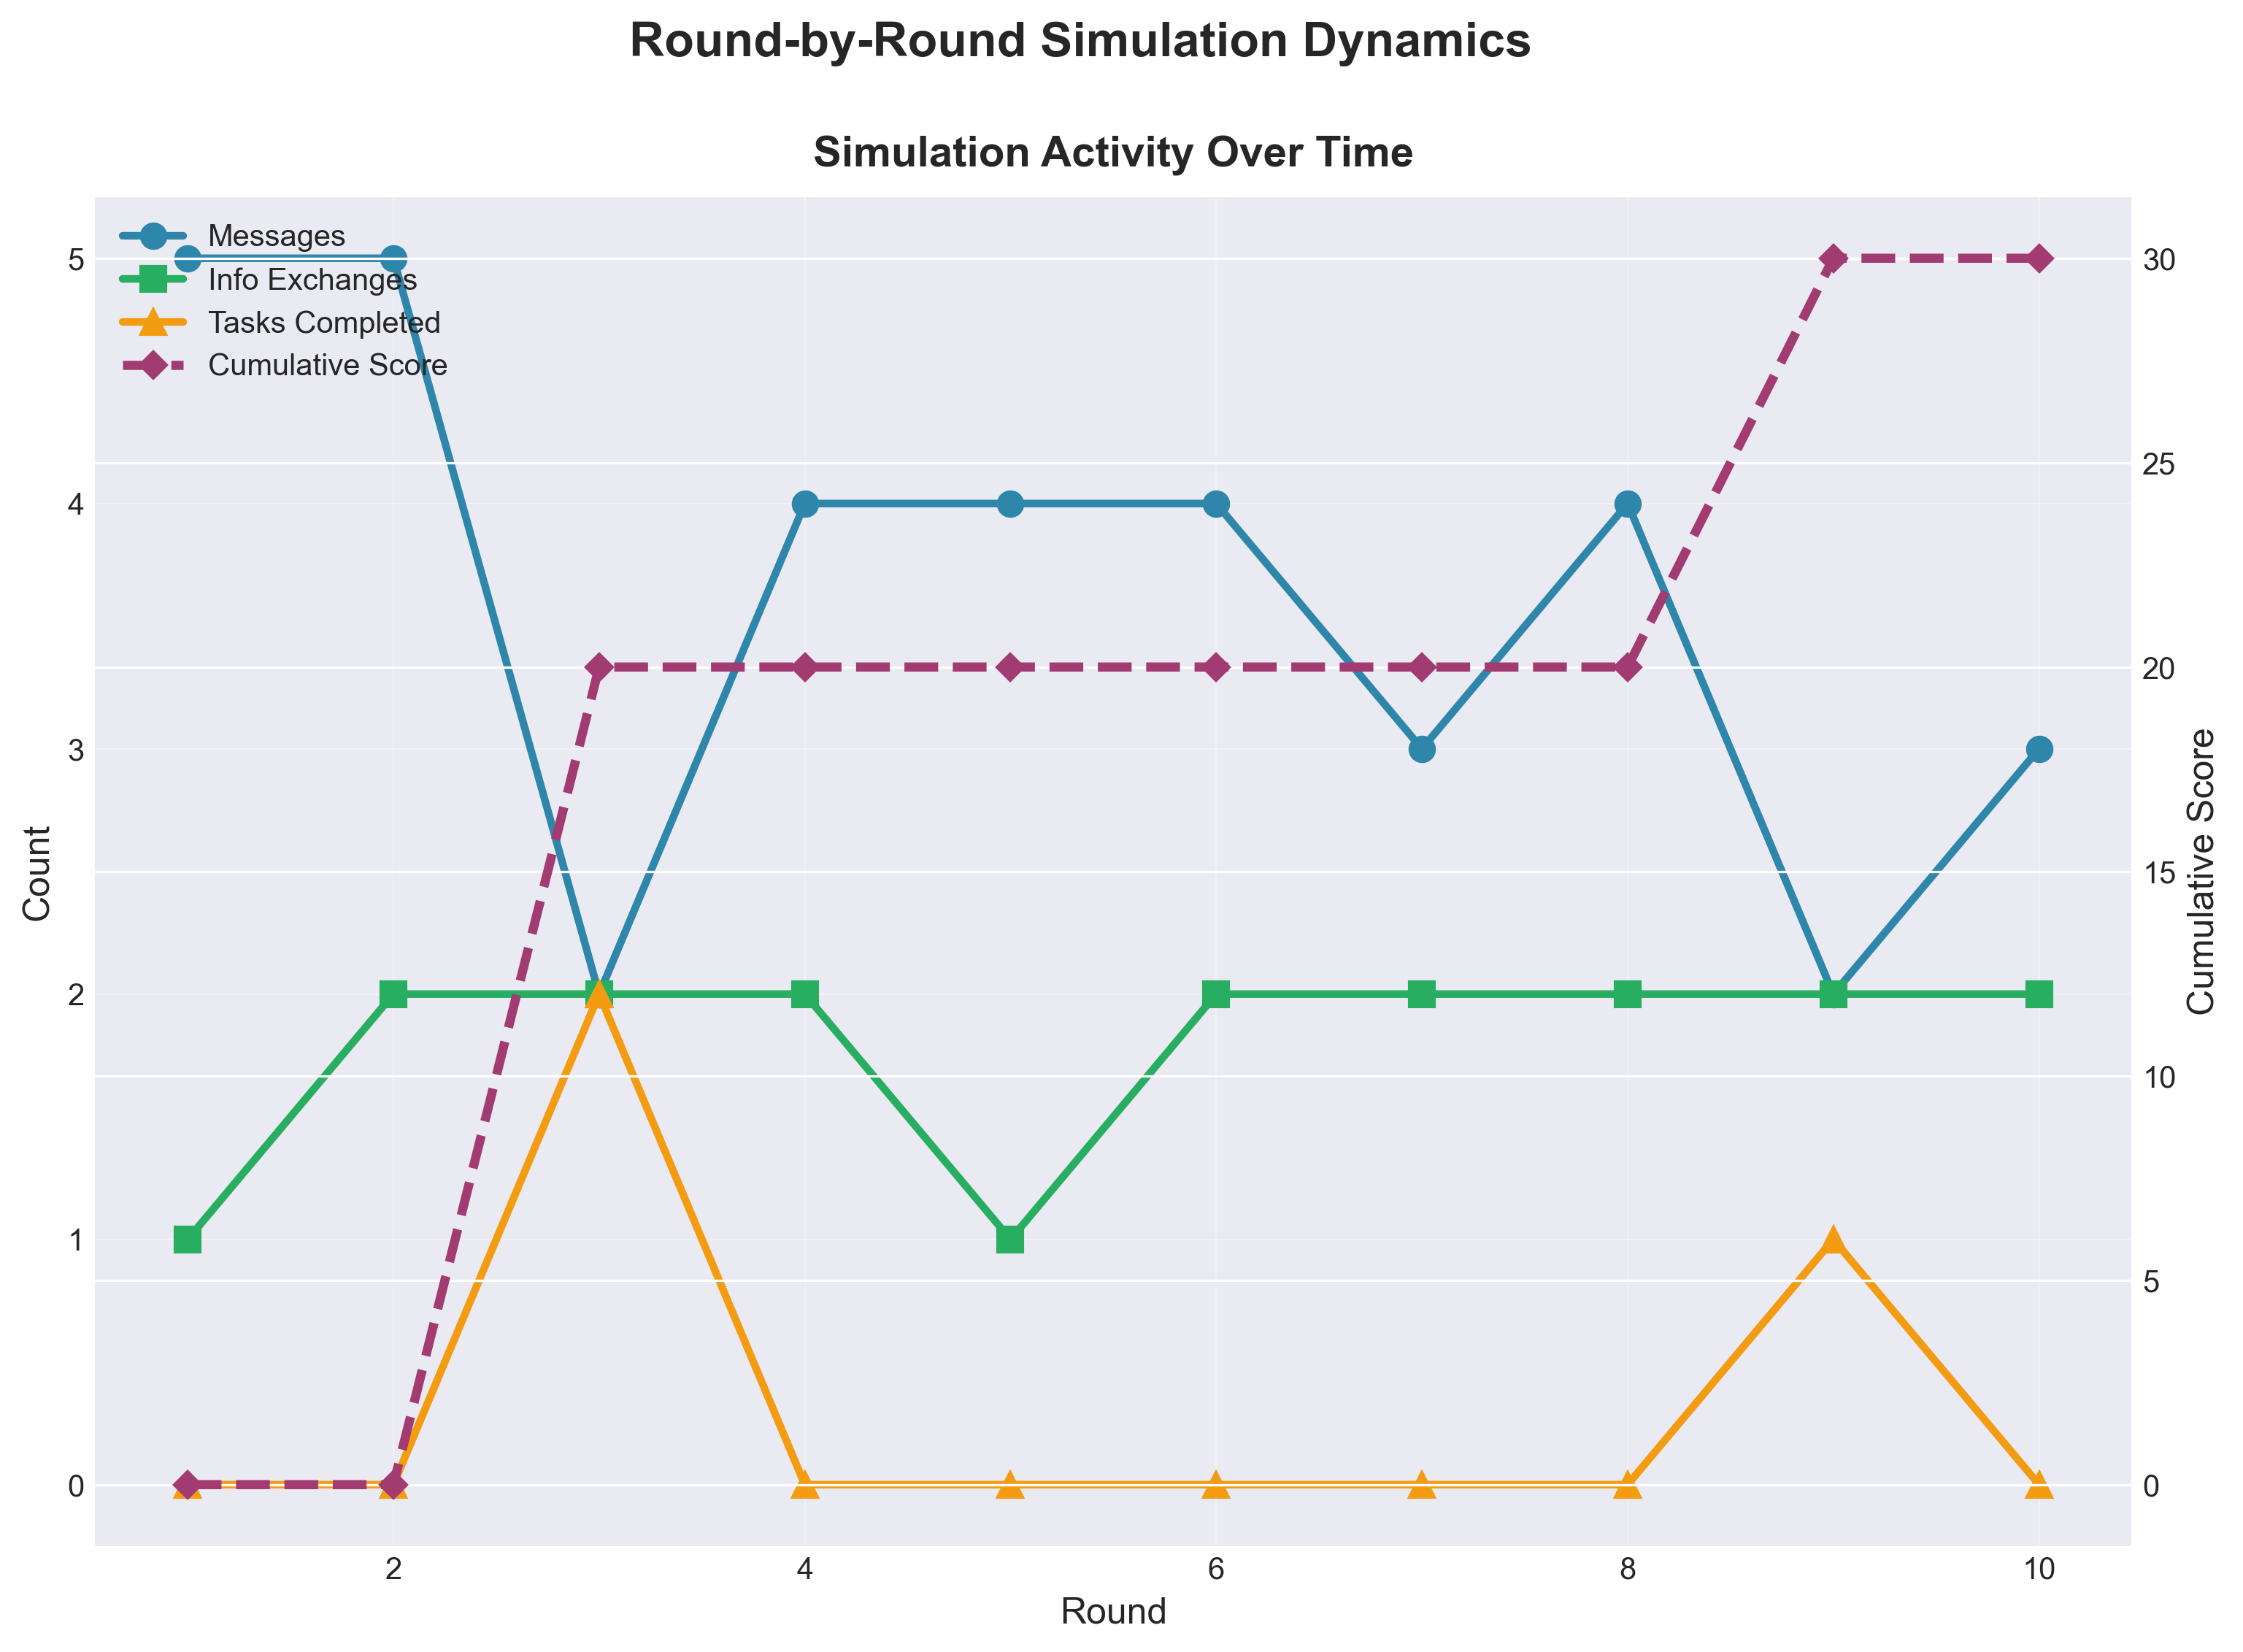 Round-by-Round Simulation Dynamics
Simulation Activity Over Time
Messages
Info Exchanges
Tasks Completed
Cumulative Score
5
4
3
2
1
0
Count
30
25
20
15
10
5
0
Cumulative Score
2
4
6
8
10
Round